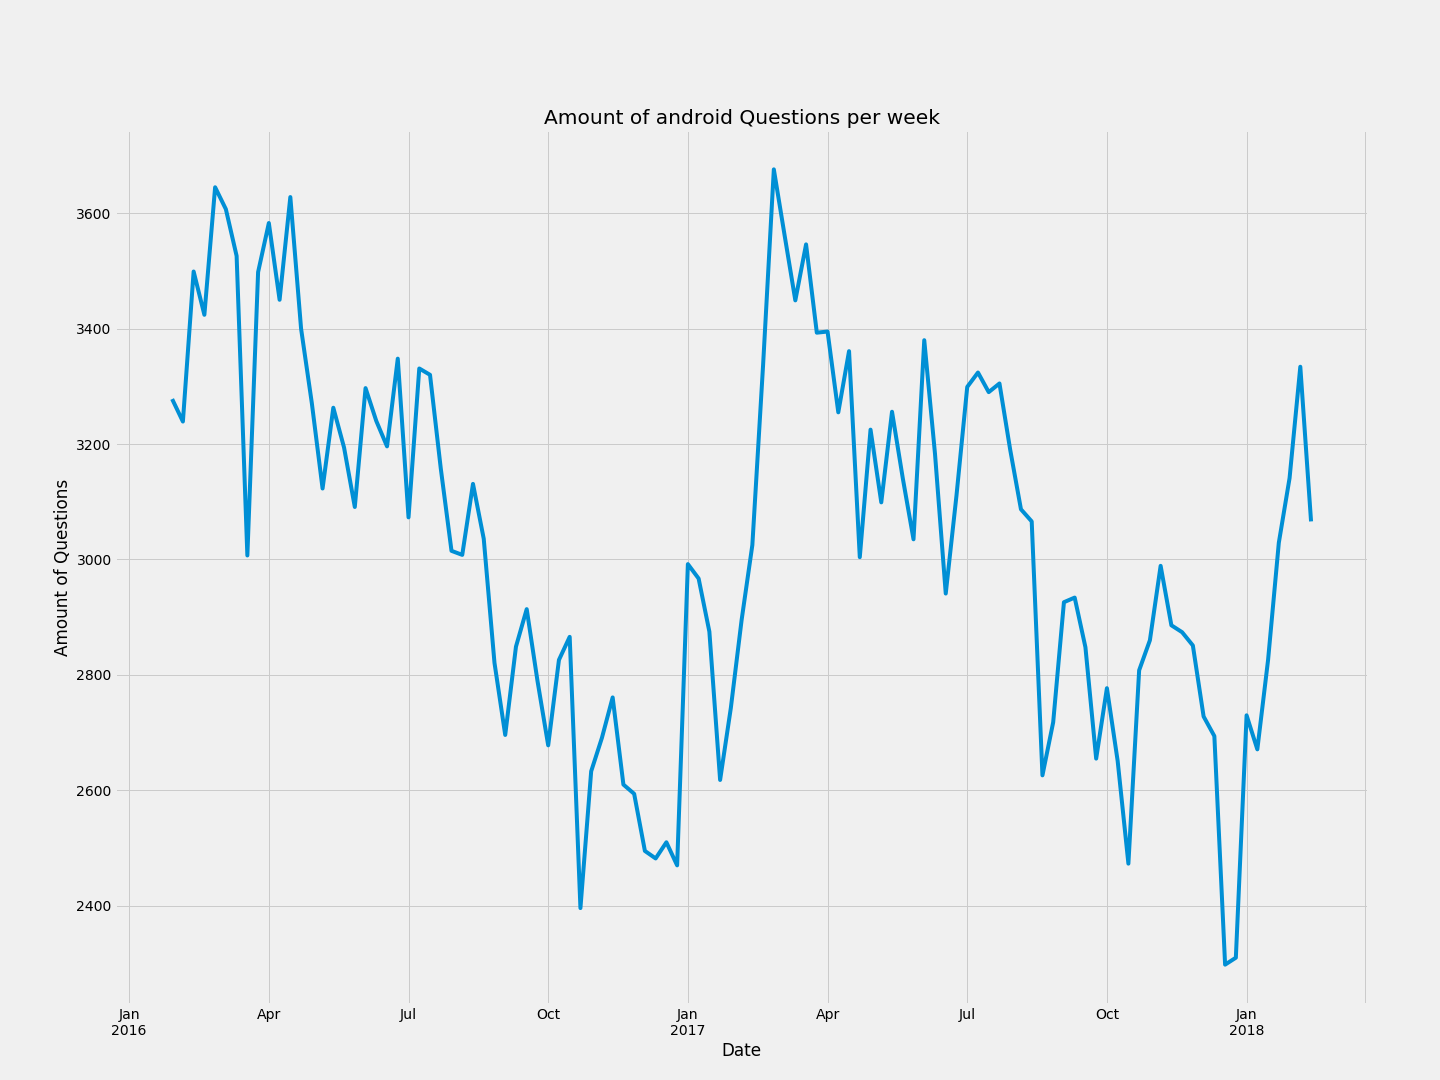 Amount of android Questions per week
Amount of Questions
3600
3400
3200
3000
2800
2600
2400
Jan Apr Jul Oct Jan Apr Jul Oct Jan
2016 2017 2018
Date